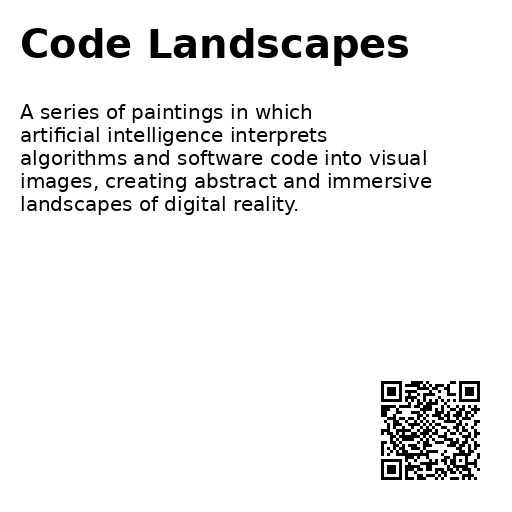 Code Landscapes
A series of paintings in which
artificial intelligence interprets
algorithms and software code into visual
images, creating abstract and immersive
landscapes of digital reality.